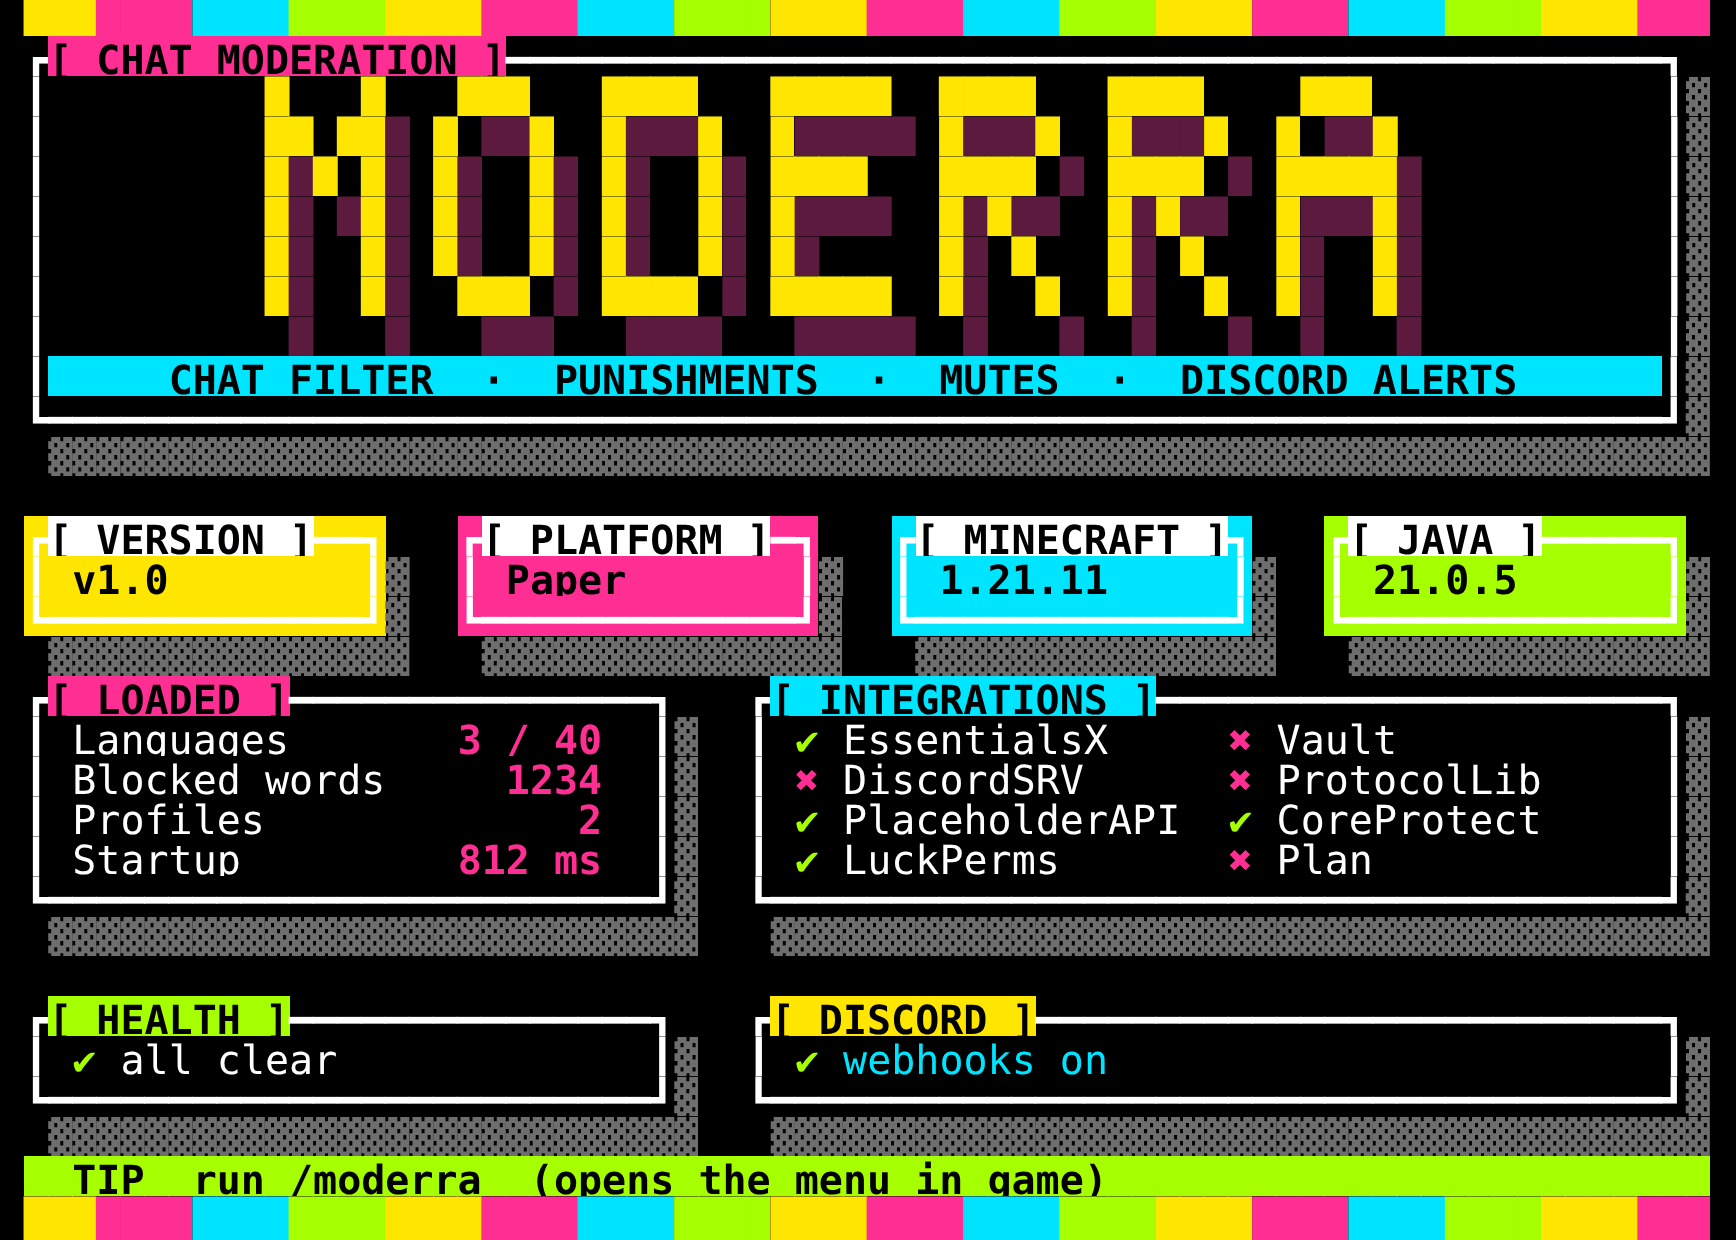 [ CHAT MODERATION ]
MODERRA
CHAT FILTER · PUNISHMENTS · MUTES · DISCORD ALERTS
[ VERSION ] [ PLATFORM ] [ MINECRAFT ] [ JAVA ]
v1.0 Paper 1.21.11 21.0.5
[ LOADED ] [ INTEGRATIONS ]
Languages 3 / 40 ✔ EssentialsX ✖ Vault
Blocked words 1234 ✖ DiscordSRV ✖ ProtocolLib
Profiles 2 ✔ PlaceholderAPI ✔ CoreProtect
Startup 812 ms ✔ LuckPerms ✖ Plan
[ HEALTH ] [ DISCORD ]
✔ all clear ✔ webhooks on
TIP run /moderra (opens the menu in game)